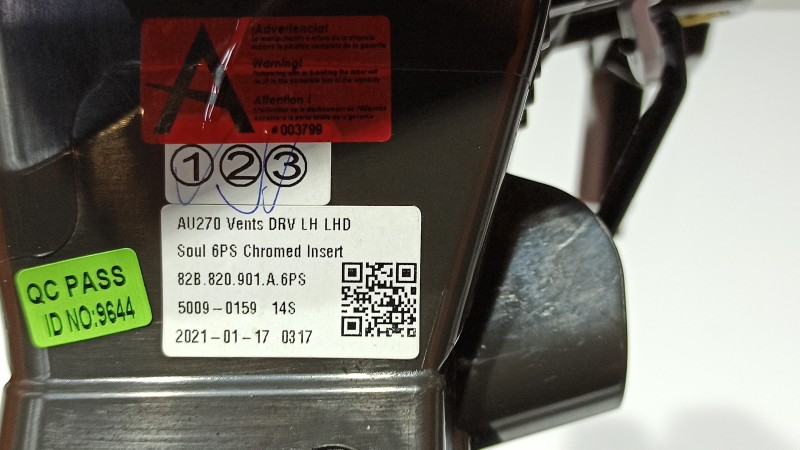 ¡Advertencia!
Warning!
Attention !
A
# 003799
① ② ③
AU270 Vents DRV LH LHD
Soul 6PS Chromed Insert
82B.820.901.A.6PS
5009-0159 14S
2021-01-17 0317
QC PASS
ID NO:9644